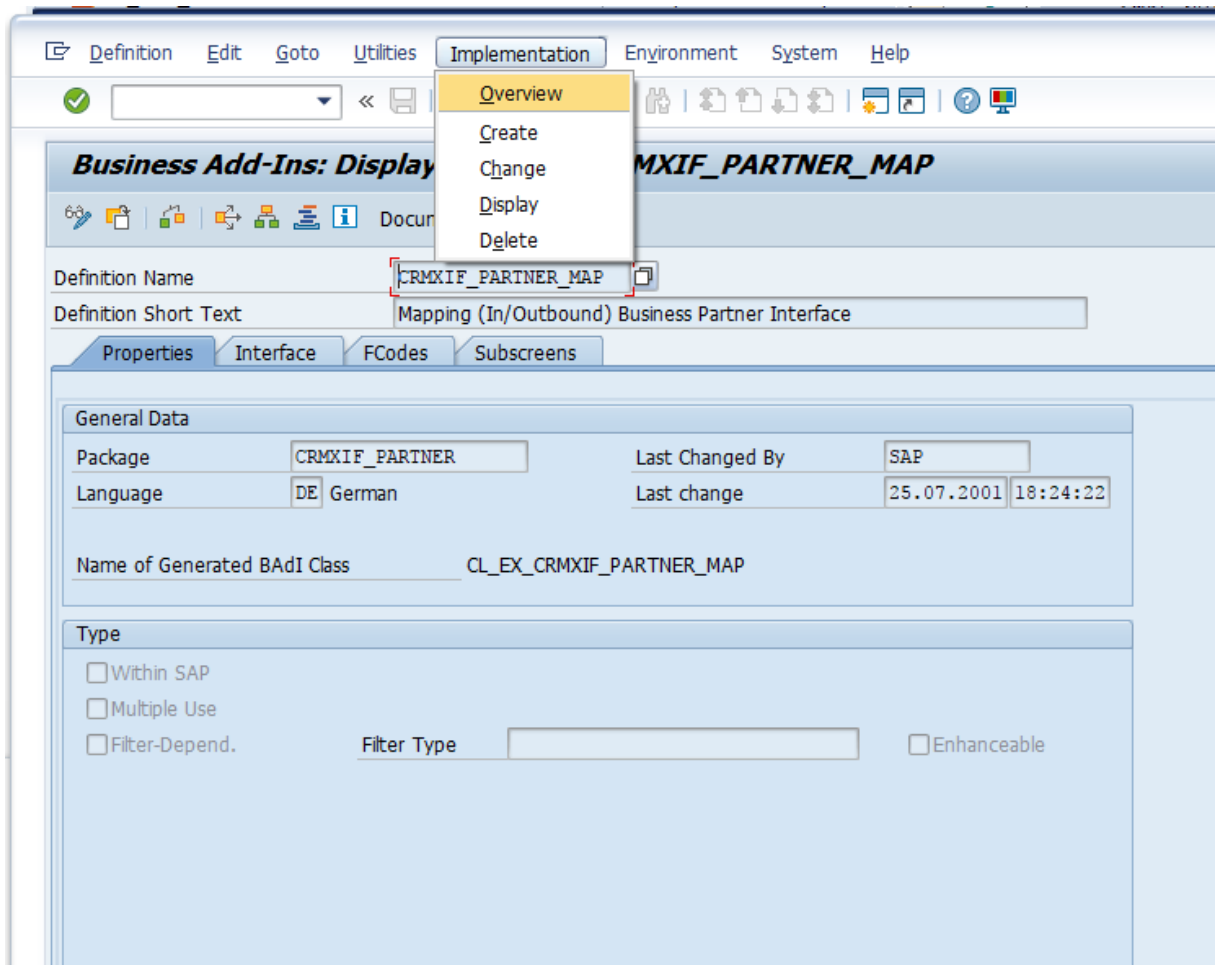 Definition Edit Goto Utilities Implementation Environment System Help
Overview
Create
Business Add-Ins: Display MXIF_PARTNER_MAP
Change
Display
Docum
Delete
Definition Name CRMXIF_PARTNER_MAP
Definition Short Text Mapping (In/Outbound) Business Partner Interface
Properties Interface FCodes Subscreens
General Data
Package CRMXIF_PARTNER Last Changed By SAP
Language DE German Last change 25.07.2001 18:24:22
Name of Generated BAdI Class CL_EX_CRMXIF_PARTNER_MAP
Type
Within SAP
Multiple Use
Filter-Depend. Filter Type Enhanceable